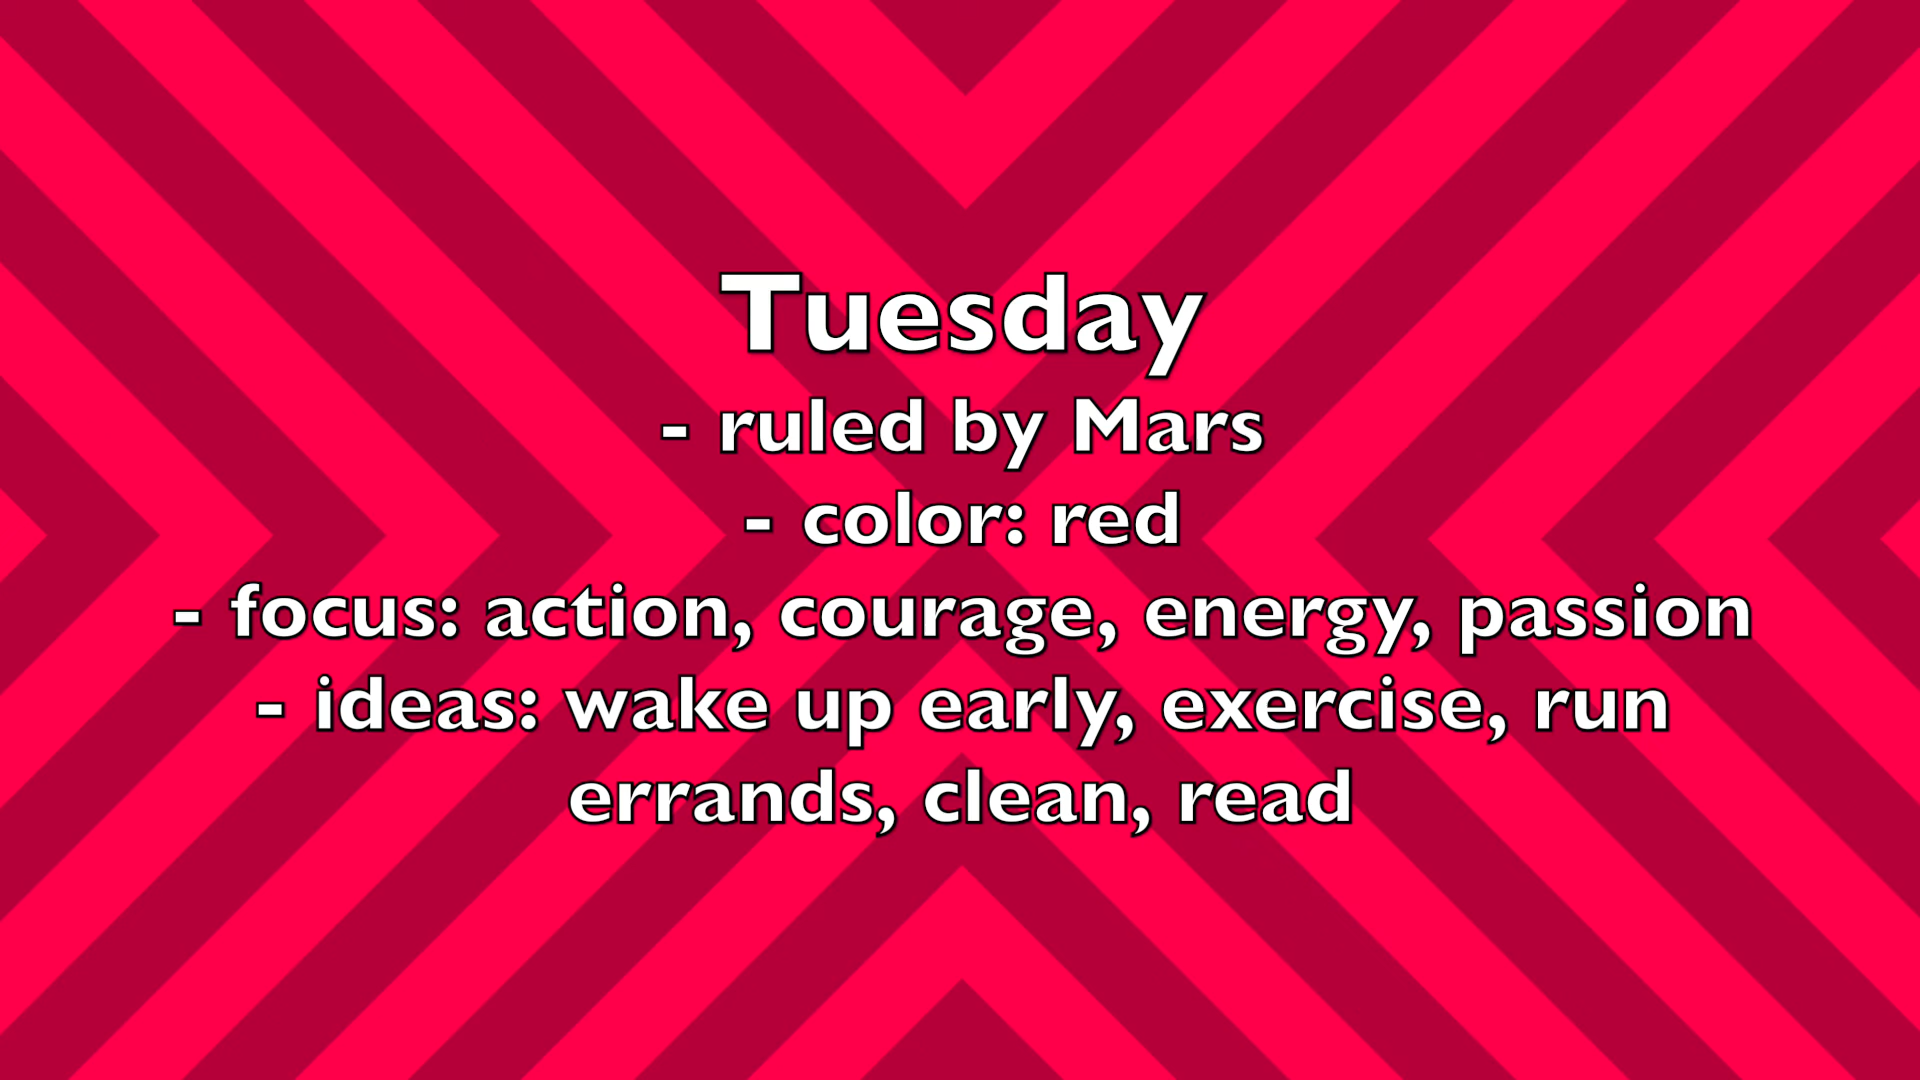 Tuesday
- ruled by Mars
- color: red
- focus: action, courage, energy, passion
- ideas: wake up early, exercise, run
errands, clean, read